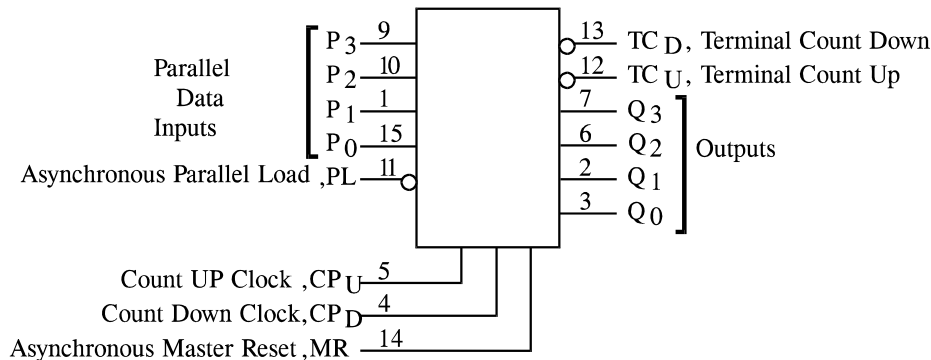 P3 9
P2 10
P1 1
P0 15
Parallel
Data
Inputs
Asynchronous Parallel Load ,PL 11
13 TC D, Terminal Count Down
12 TC U, Terminal Count Up
7 Q3
6 Q2
2 Q1
3 Q0
Outputs
Count UP Clock ,CPU 5
Count Down Clock,CPD 4
Asynchronous Master Reset ,MR 14